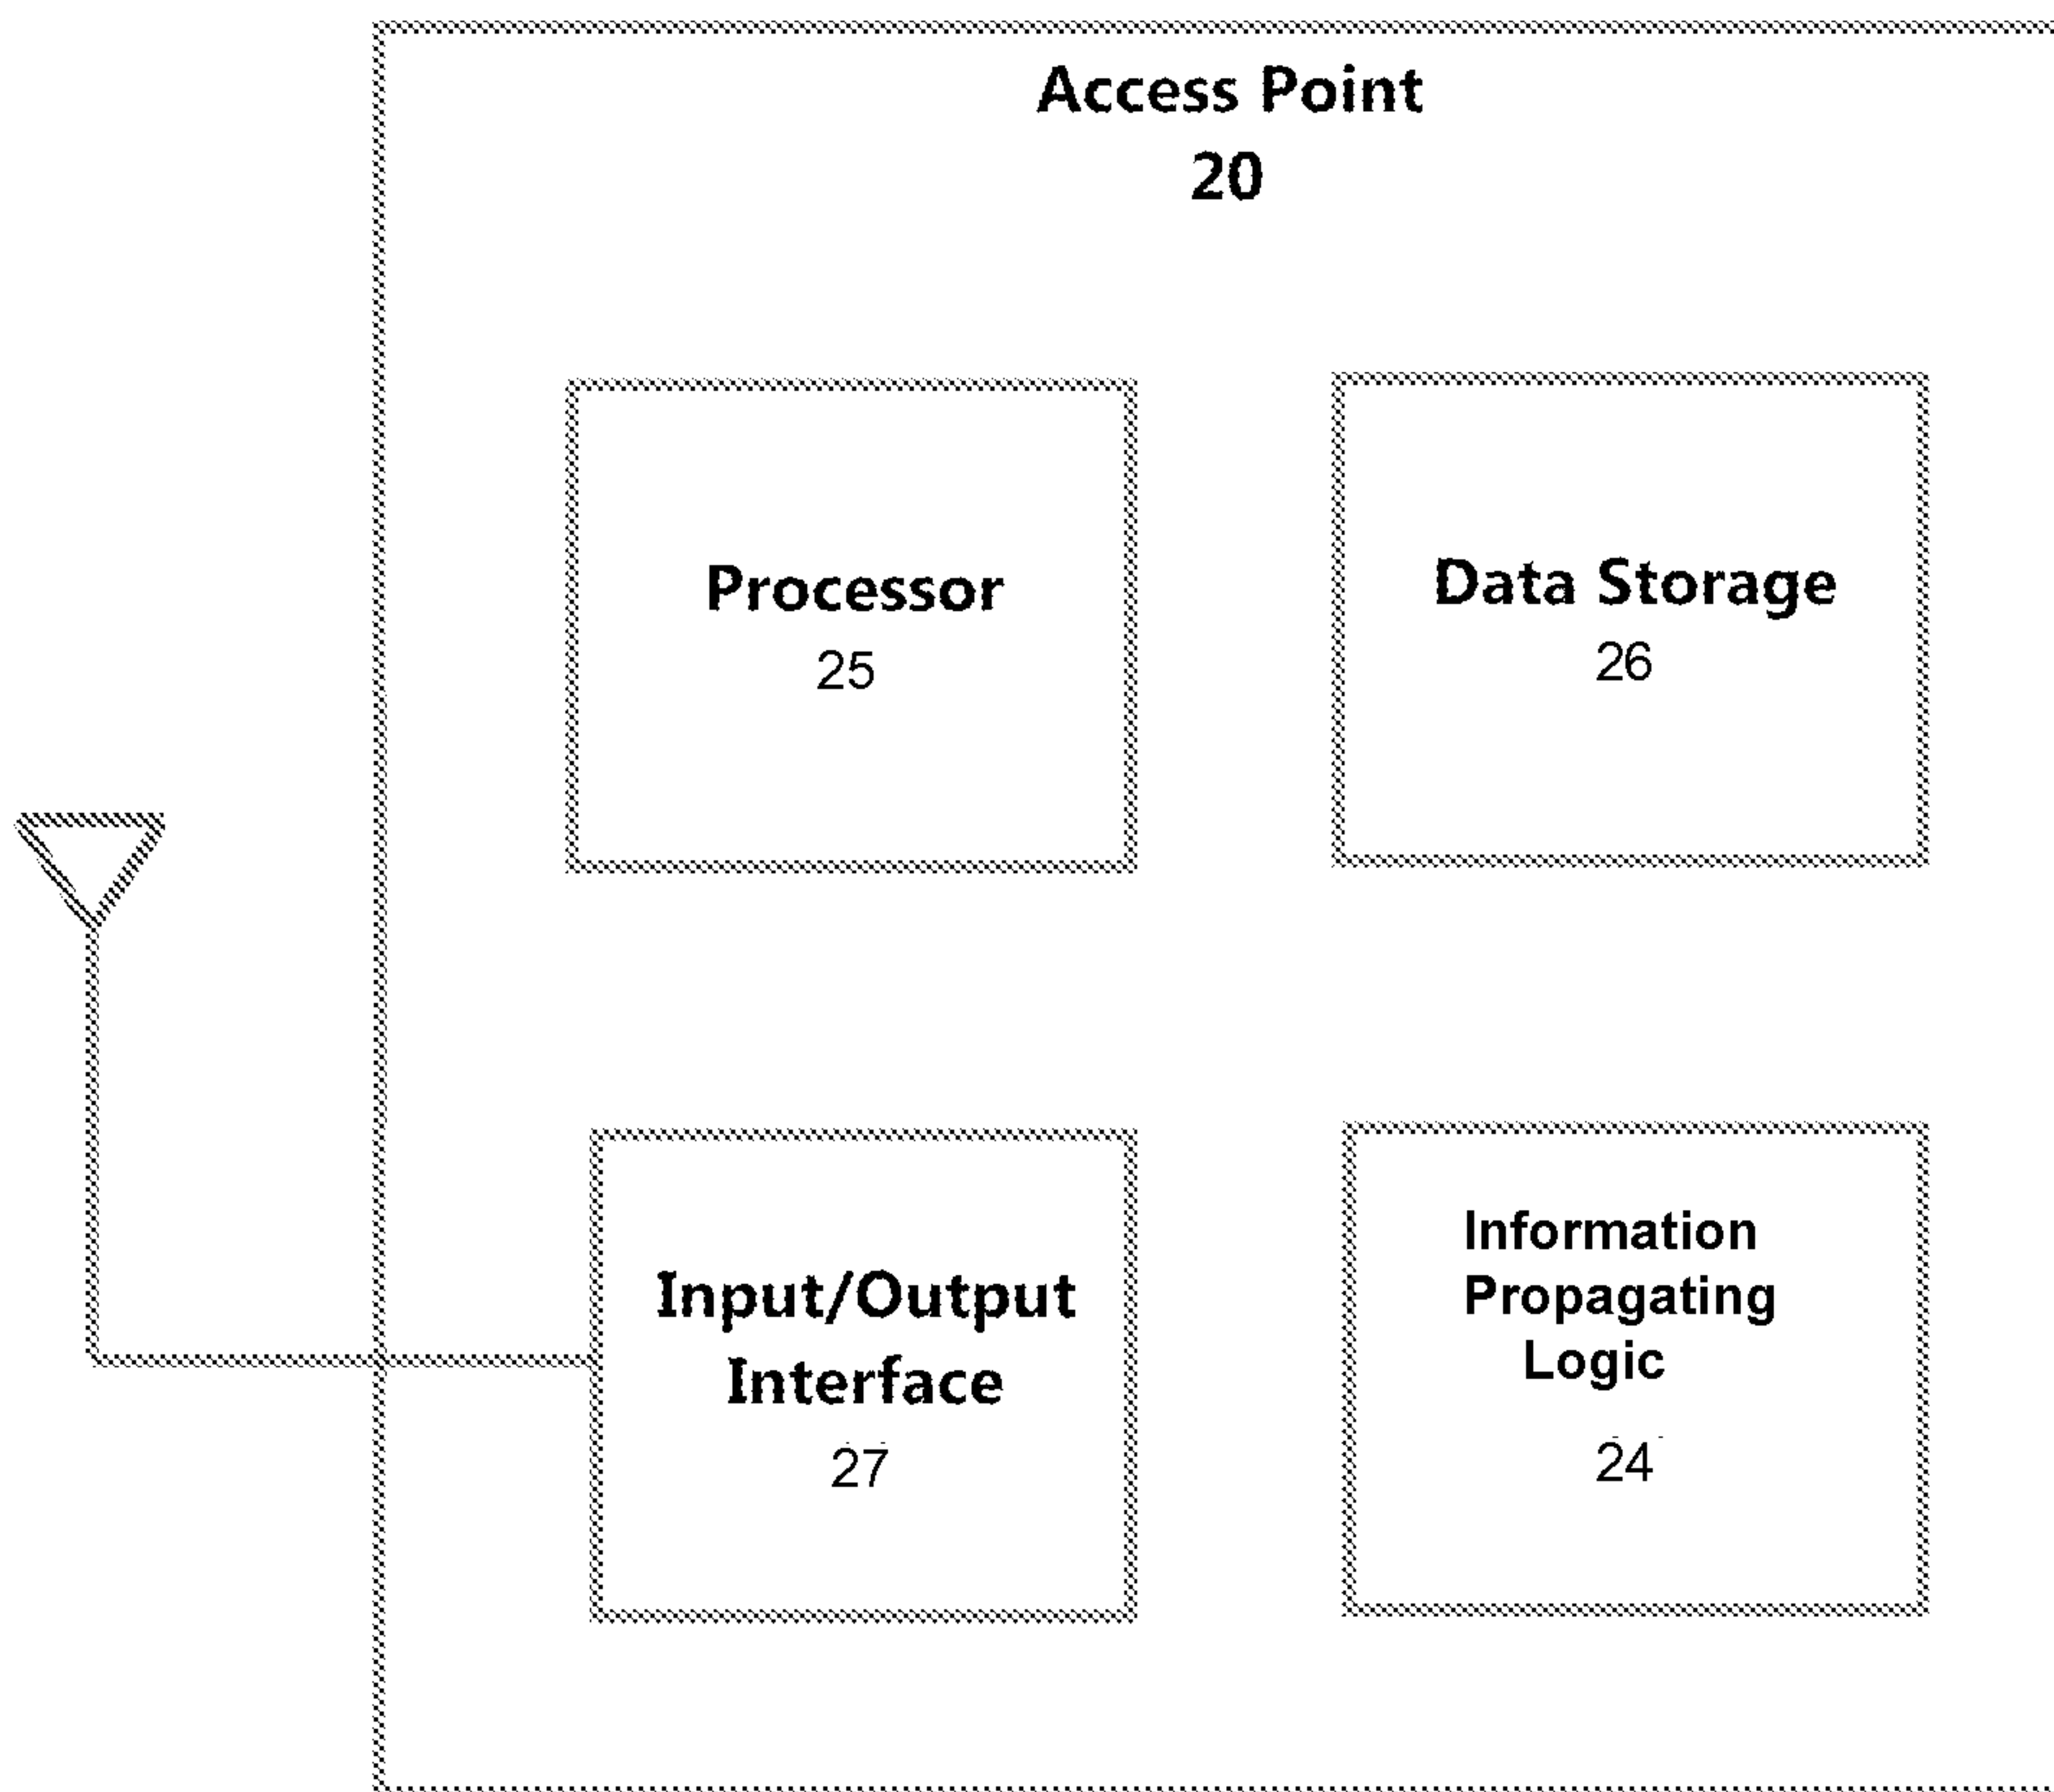 Access Point
20
Processor
25
Data Storage
26
Input/Output
Interface
27
Information
Propagating
Logic
24